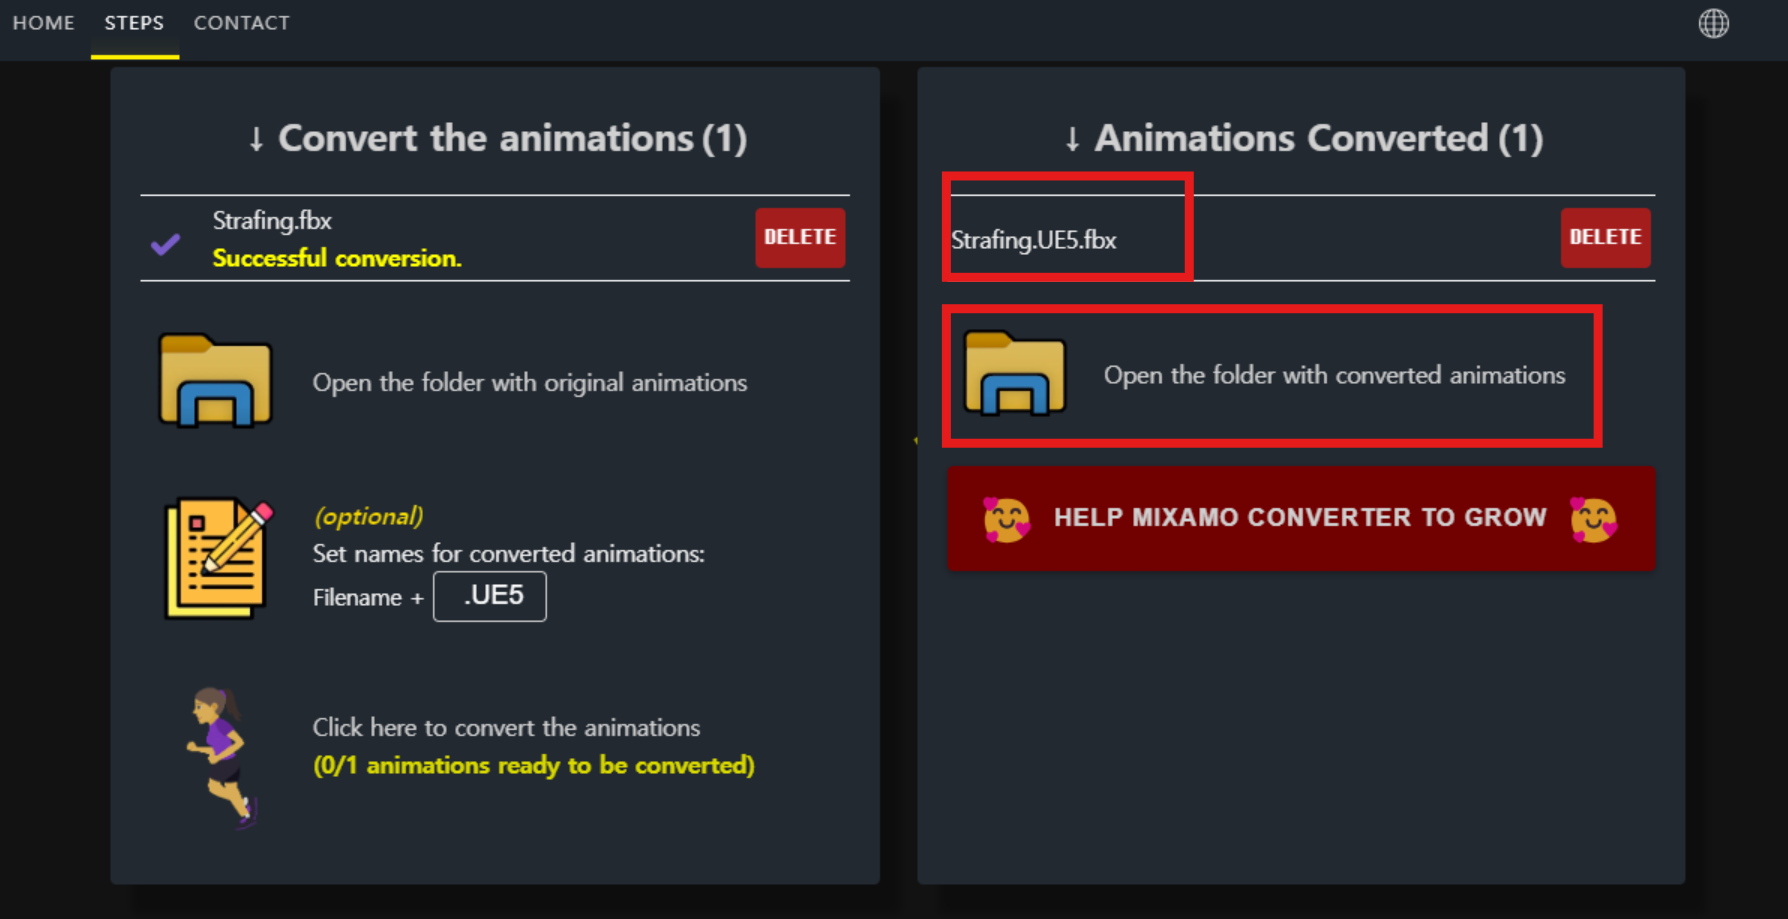 HOME STEPS CONTACT
↓ Convert the animations (1)
Strafing.fbx
Successful conversion.
DELETE
Open the folder with original animations
(optional)
Set names for converted animations:
Filename + .UE5
Click here to convert the animations
(0/1 animations ready to be converted)
↓ Animations Converted (1)
Strafing.UE5.fbx
DELETE
Open the folder with converted animations
HELP MIXAMO CONVERTER TO GROW